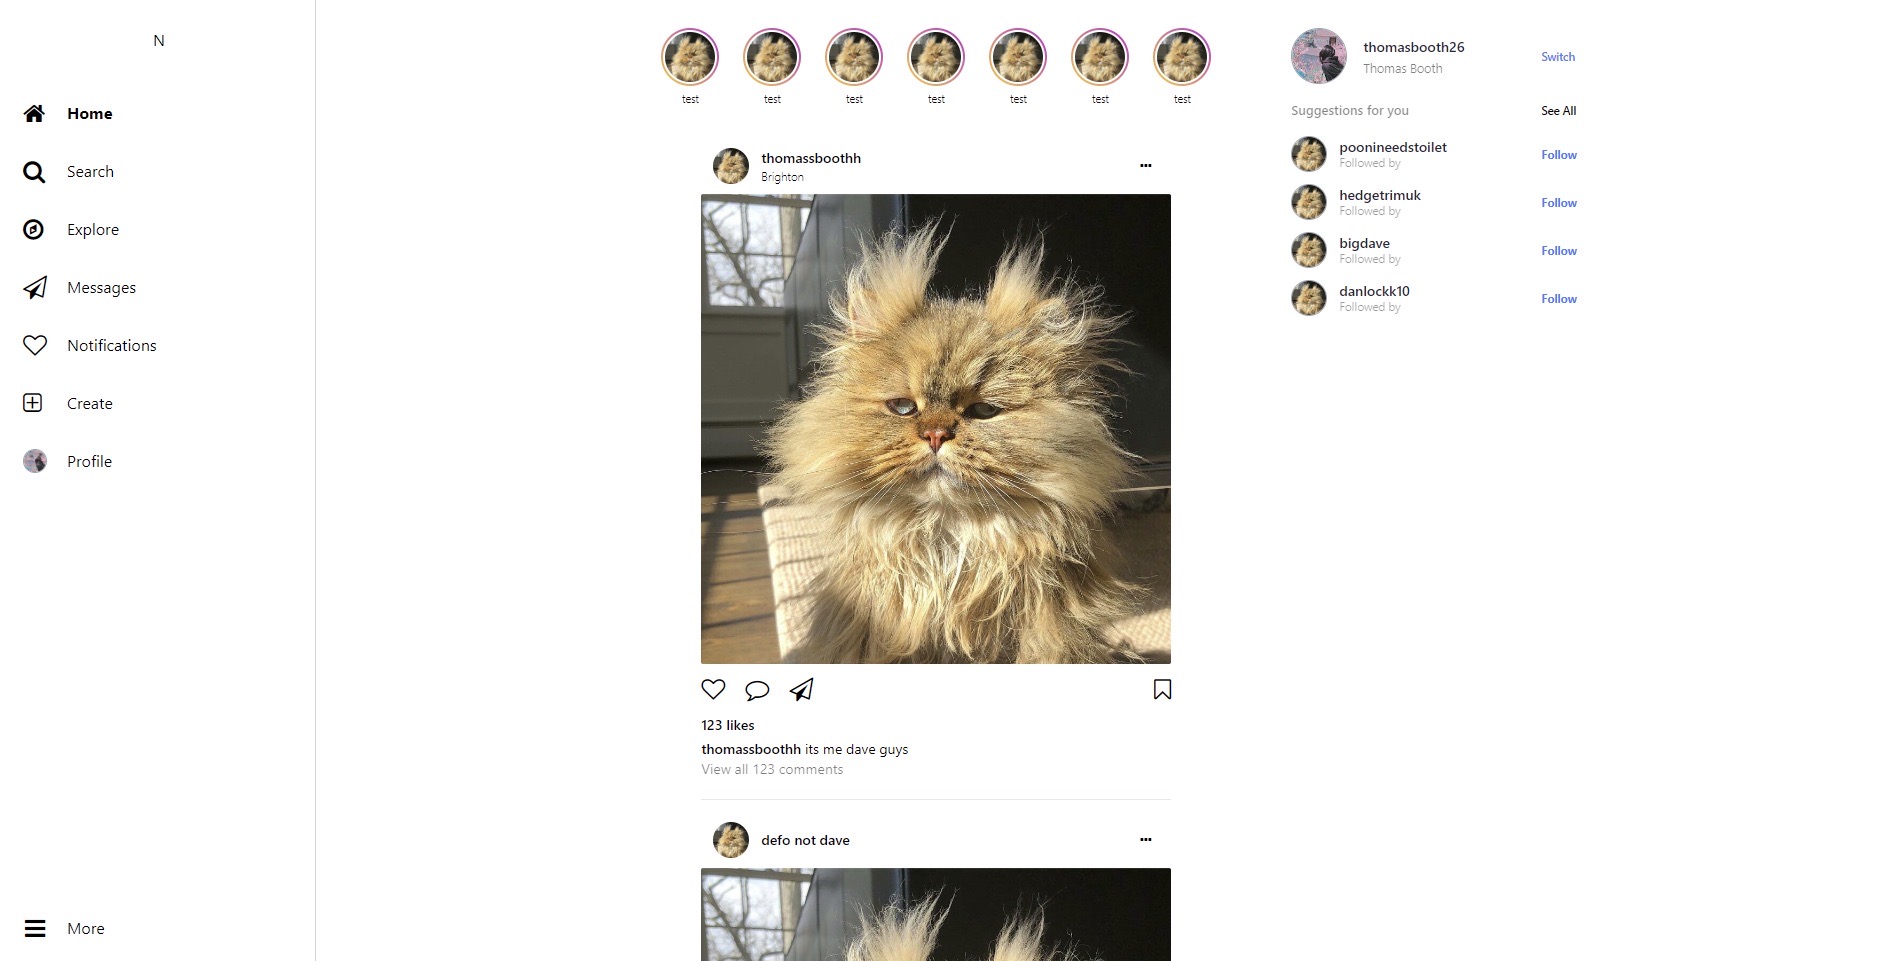 N
Home
Search
Explore
Messages
Notifications
Create
Profile
More
test test test test test test test
thomassboothh
Brighton
123 likes
thomassboothh its me dave guys
View all 123 comments
defo not dave
thomasbooth26
Thomas Booth
Switch
Suggestions for you See All
poonineedstoilet
Followed by
Follow
hedgetrimuk
Followed by
Follow
bigdave
Followed by
Follow
danlockk10
Followed by
Follow